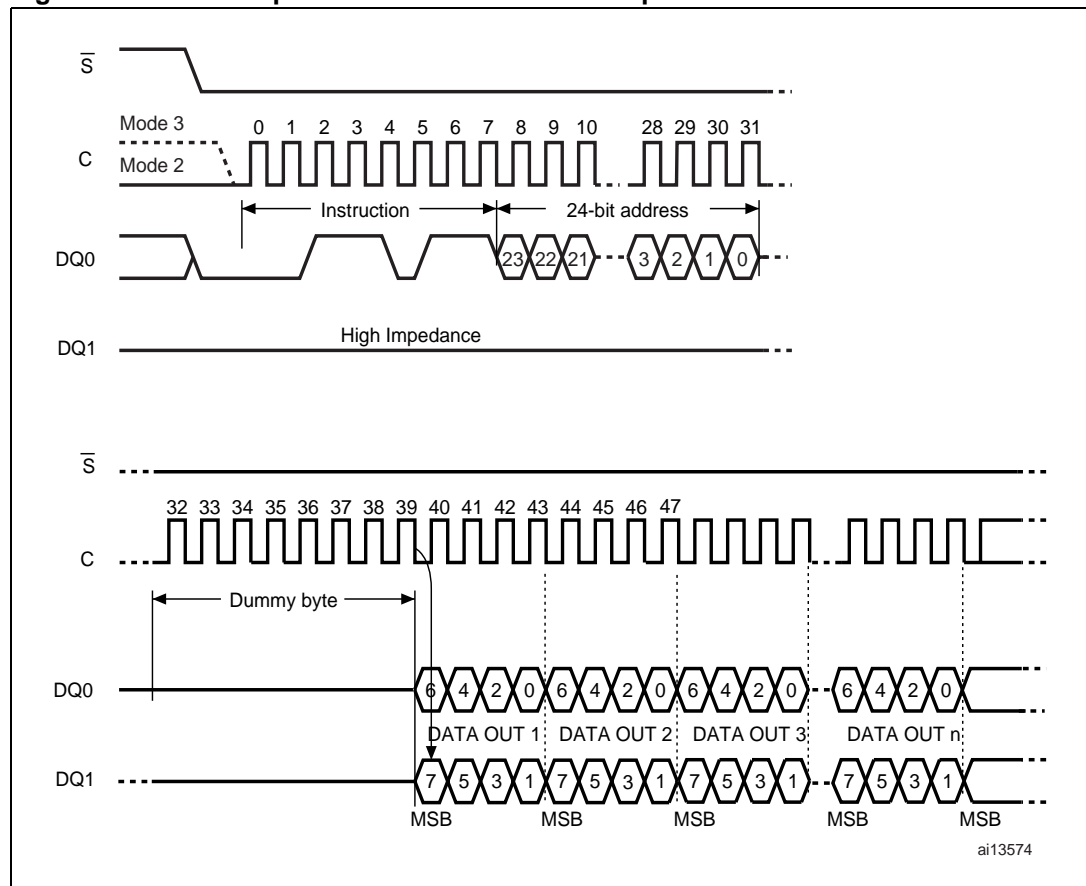 S
Mode 3
0 1 2 3 4 5 6 7 8 9 10 28 29 30 31
C
Mode 2
Instruction 24-bit address
DQ0 23 22 21 3 2 1 0
High Impedance
DQ1
S
32 33 34 35 36 37 38 39 40 41 42 43 44 45 46 47
C
Dummy byte
DQ0 6 4 2 0 6 4 2 0 6 4 2 0 6 4 2 0
DATA OUT 1 DATA OUT 2 DATA OUT 3 DATA OUT n
DQ1 7 5 3 1 7 5 3 1 7 5 3 1 7 5 3 1
MSB MSB MSB MSB MSB
ai13574